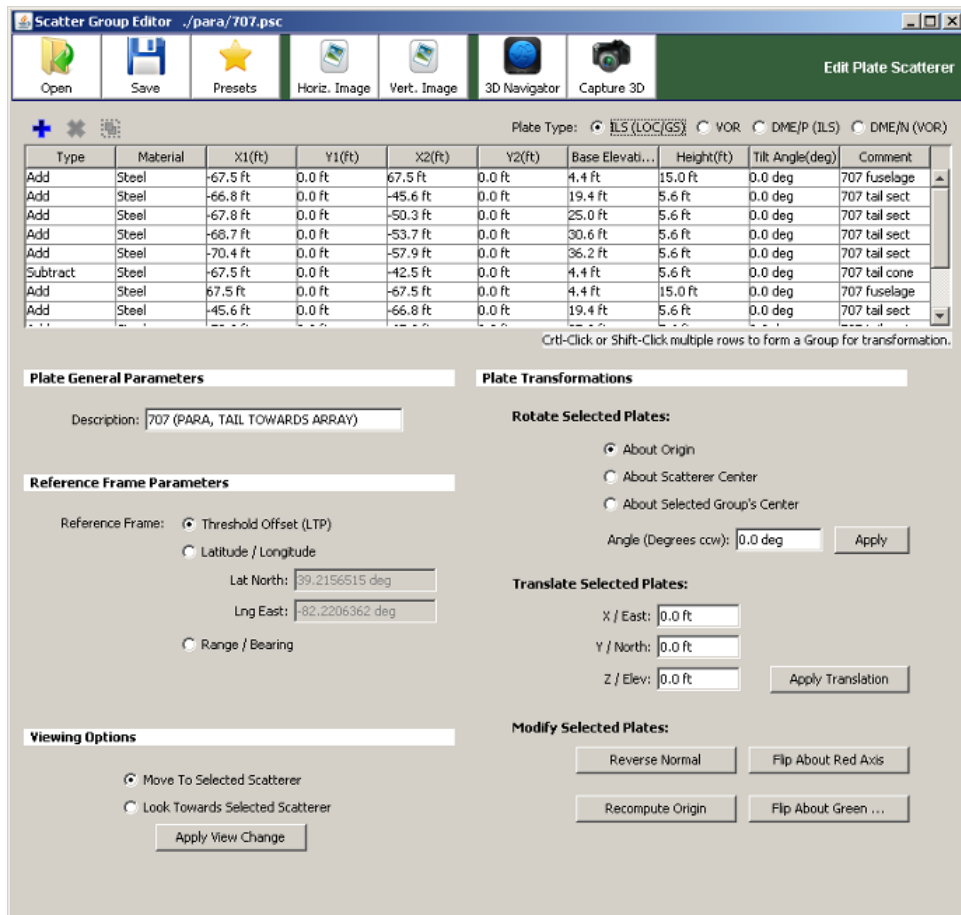 Scatter Group Editor ./para/707.psc
Open Save Presets Horiz. Image Vert. Image 3D Navigator Capture 3D Edit Plate Scatterer
Plate Type: ILS (LOC/GS) VOR DME/P (ILS) DME/N (VOR)
Type Material X1(ft) Y1(ft) X2(ft) Y2(ft) Base Elevati... Height(ft) Tilt Angle(deg) Comment
Add Steel -67.5 ft 0.0 ft 67.5 ft 0.0 ft 4.4 ft 15.0 ft 0.0 deg 707 fuselage
Add Steel -66.8 ft 0.0 ft -45.6 ft 0.0 ft 19.4 ft 5.6 ft 0.0 deg 707 tail sect
Add Steel -67.8 ft 0.0 ft -50.3 ft 0.0 ft 25.0 ft 5.6 ft 0.0 deg 707 tail sect
Add Steel -68.7 ft 0.0 ft -53.7 ft 0.0 ft 30.6 ft 5.6 ft 0.0 deg 707 tail sect
Add Steel -70.4 ft 0.0 ft -57.9 ft 0.0 ft 36.2 ft 5.6 ft 0.0 deg 707 tail sect
Subtract Steel -67.5 ft 0.0 ft -42.5 ft 0.0 ft 4.4 ft 5.6 ft 0.0 deg 707 tail cone
Add Steel 67.5 ft 0.0 ft -67.5 ft 0.0 ft 4.4 ft 15.0 ft 0.0 deg 707 fuselage
Add Steel -45.6 ft 0.0 ft -66.8 ft 0.0 ft 19.4 ft 5.6 ft 0.0 deg 707 tail sect
Crtl-Click or Shift-Click multiple rows to form a Group for transformation.
Plate General Parameters
Description: 707 (PARA, TAIL TOWARDS ARRAY)
Reference Frame Parameters
Reference Frame: Threshold Offset (LTP)
Latitude / Longitude
Lat North: 39.2156515 deg
Lng East: -82.2206362 deg
Range / Bearing
Viewing Options
Move To Selected Scatterer
Look Towards Selected Scatterer
Apply View Change
Plate Transformations
Rotate Selected Plates:
About Origin
About Scatterer Center
About Selected Group's Center
Angle (Degrees ccw): 0.0 deg Apply
Translate Selected Plates:
X / East: 0.0 ft
Y / North: 0.0 ft
Z / Elev: 0.0 ft Apply Translation
Modify Selected Plates:
Reverse Normal Flip About Red Axis
Recompute Origin Flip About Green ...